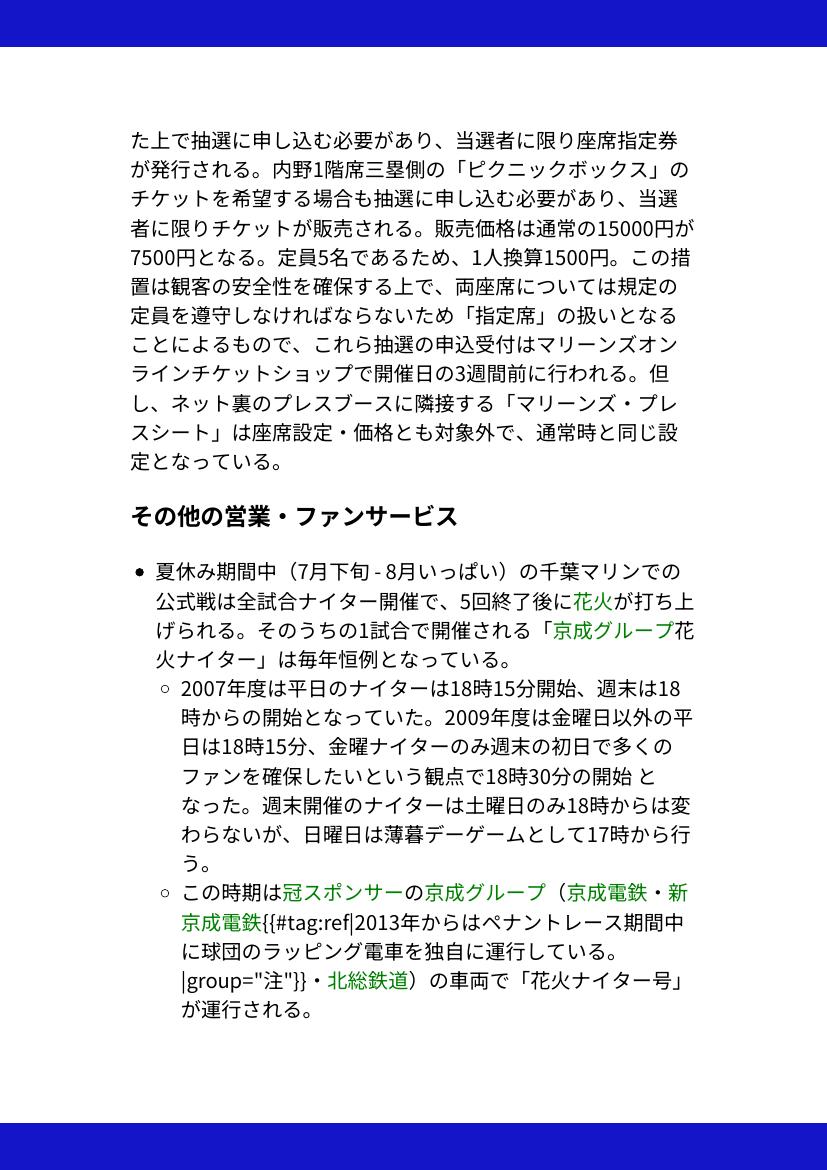 た上で抽選に申し込む必要があり、当選者に限り座席指定券
が発行される。内野1階席三塁側の「ピクニックボックス」の
チケットを希望する場合も抽選に申し込む必要があり、当選
者に限りチケットが販売される。販売価格は通常の15000円が
7500円となる。定員5名であるため、1人換算1500円。この措
置は観客の安全性を確保する上で、両座席については規定の
定員を遵守しなければならないため「指定席」の扱いとなる
ことによるもので、これら抽選の申込受付はマリーンズオン
ラインチケットショップで開催日の3週間前に行われる。但
し、ネット裏のプレスブースに隣接する「マリーンズ・プレ
スシート」は座席設定・価格とも対象外で、通常時と同じ設
定となっている。
その他の営業・ファンサービス
• 夏休み期間中（7月下旬 - 8月いっぱい）の千葉マリンでの
公式戦は全試合ナイター開催で、5回終了後に花火が打ち上
げられる。そのうちの1試合で開催される「京成グループ花
火ナイター」は毎年恒例となっている。
○ 2007年度は平日のナイターは18時15分開始、週末は18
時からの開始となっていた。2009年度は金曜日以外の平
日は18時15分、金曜ナイターのみ週末の初日で多くの
ファンを確保したいという観点で18時30分の開始 と
なった。週末開催のナイターは土曜日のみ18時からは変
わらないが、日曜日は薄暮デーゲームとして17時から行
う。
○ この時期は冠スポンサーの京成グループ（京成電鉄・新
京成電鉄{{#tag:ref|2013年からはペナントレース期間中
に球団のラッピング電車を独自に運行している。
|group="注"}}・北総鉄道）の車両で「花火ナイター号」
が運行される。